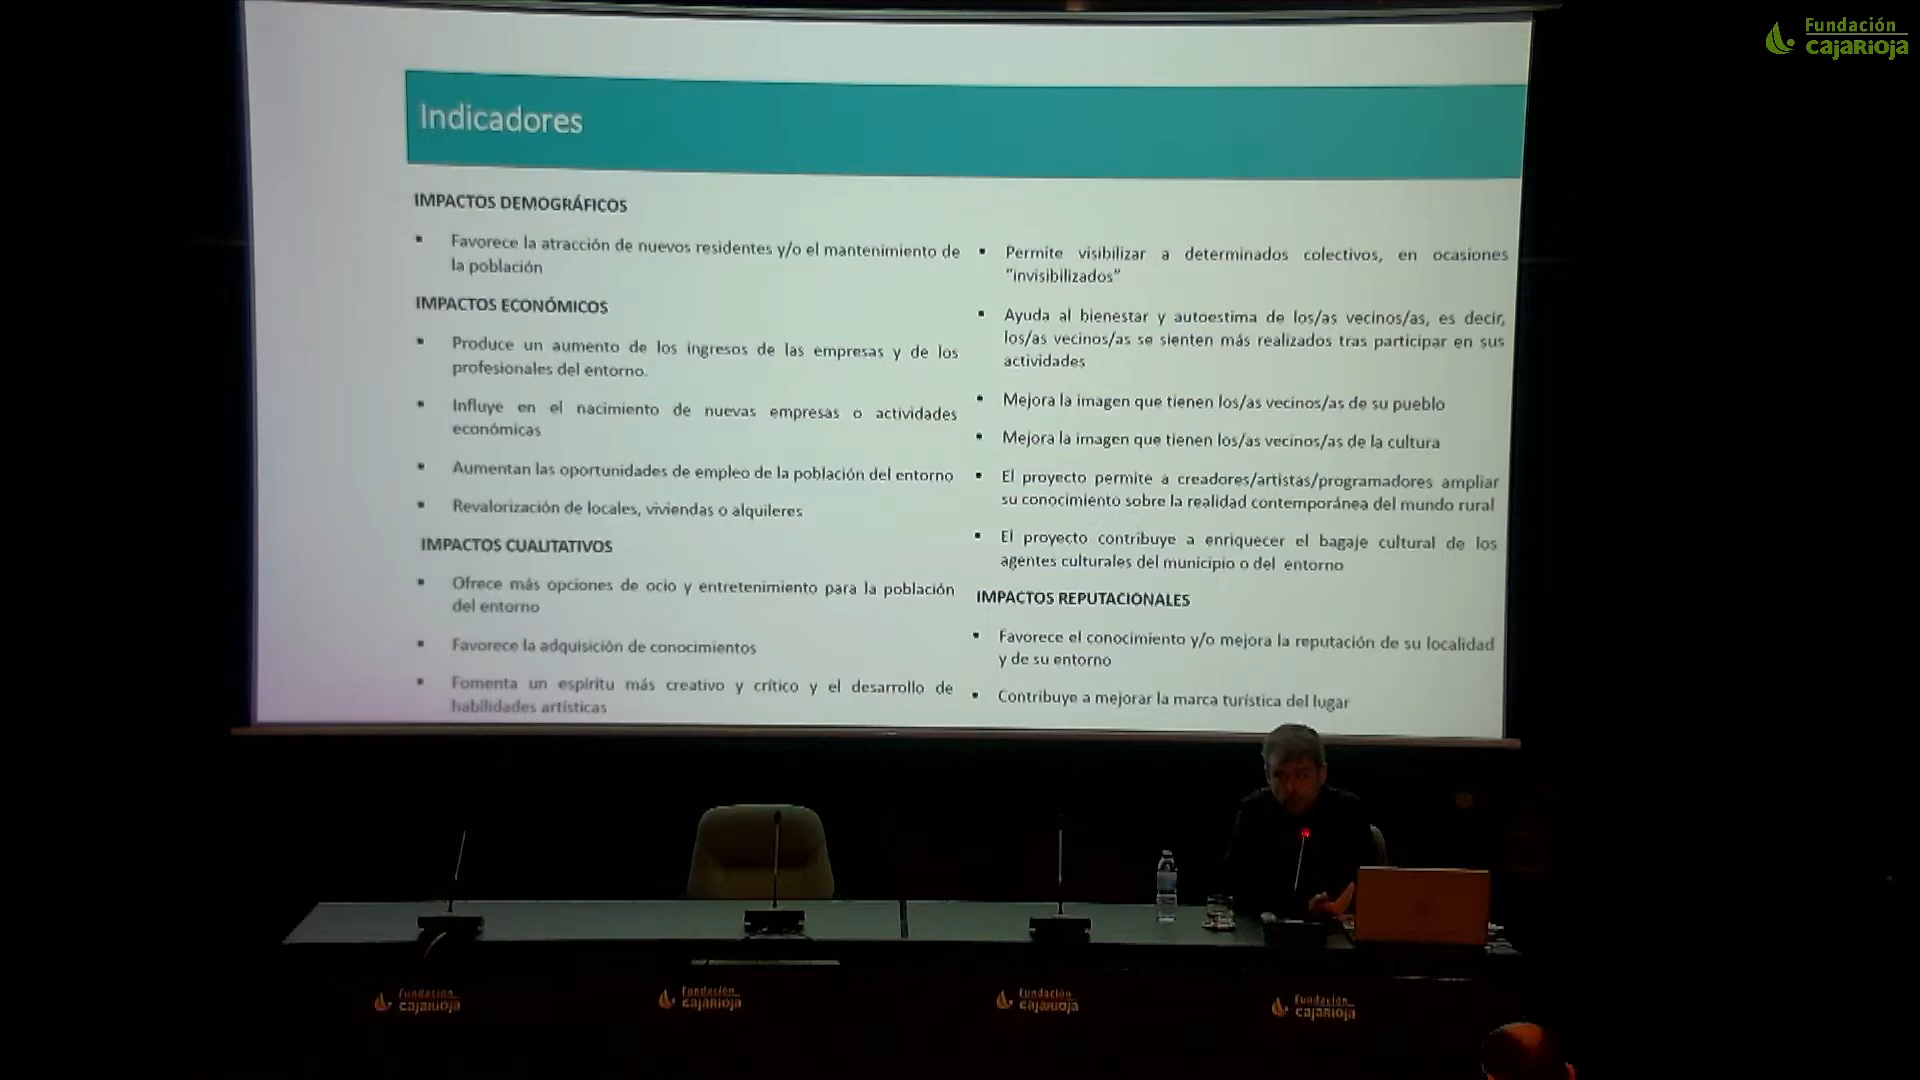 Fundación
cajaRioja
Indicadores
IMPACTOS DEMOGRÁFICOS
▪ Favorece la atracción de nuevos residentes y/o el mantenimiento de
la población
IMPACTOS ECONÓMICOS
▪ Produce un aumento de los ingresos de las empresas y de los
profesionales del entorno.
▪ Influye en el nacimiento de nuevas empresas o actividades
económicas
▪ Aumentan las oportunidades de empleo de la población del entorno
▪ Revalorización de locales, viviendas o alquileres
IMPACTOS CUALITATIVOS
▪ Ofrece más opciones de ocio y entretenimiento para la población
del entorno
▪ Favorece la adquisición de conocimientos
▪ Fomenta un espíritu más creativo y crítico y el desarrollo de
habilidades artísticas
▪ Permite visibilizar a determinados colectivos, en ocasiones
"invisibilizados"
▪ Ayuda al bienestar y autoestima de los/as vecinos/as, es decir,
los/as vecinos/as se sienten más realizados tras participar en sus
actividades
▪ Mejora la imagen que tienen los/as vecinos/as de su pueblo
▪ Mejora la imagen que tienen los/as vecinos/as de la cultura
▪ El proyecto permite a creadores/artistas/programadores ampliar
su conocimiento sobre la realidad contemporánea del mundo rural
▪ El proyecto contribuye a enriquecer el bagaje cultural de los
agentes culturales del municipio o del entorno
IMPACTOS REPUTACIONALES
▪ Favorece el conocimiento y/o mejora la reputación de su localidad
y de su entorno
▪ Contribuye a mejorar la marca turística del lugar
Fundación
cajaRioja
Fundación
cajaRioja
Fundación
cajaRioja
Fundación
cajaRioja